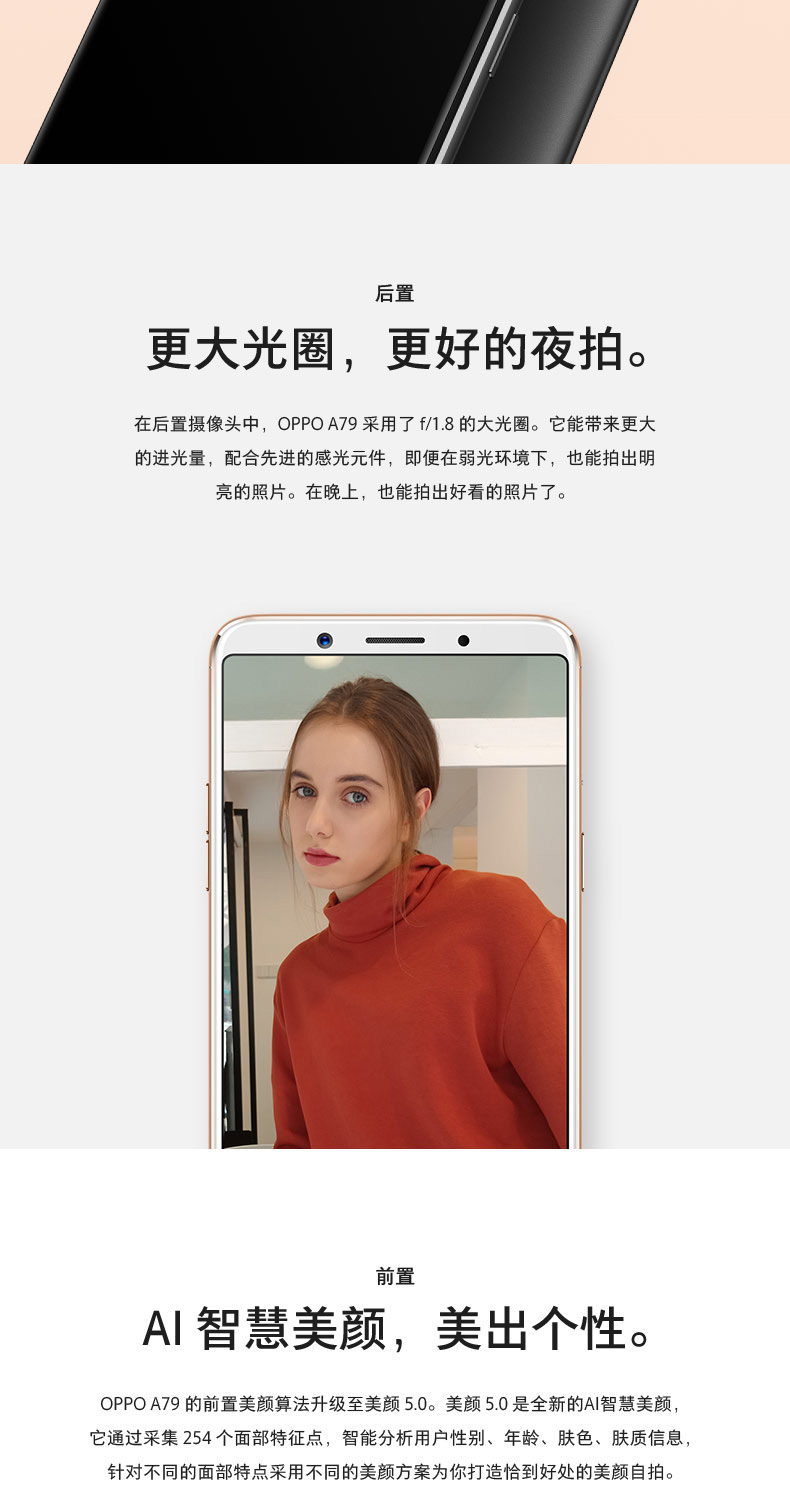 后置
更大光圈，更好的夜拍。
在后置摄像头中，OPPO A79 采用了 f/1.8 的大光圈。它能带来更大
的进光量，配合先进的感光元件，即便在弱光环境下，也能拍出明
亮的照片。在晚上，也能拍出好看的照片了。
前置
AI 智慧美颜，美出个性。
OPPO A79 的前置美颜算法升级至美颜 5.0。美颜 5.0 是全新的AI智慧美颜，
它通过采集 254 个面部特征点，智能分析用户性别、年龄、肤色、肤质信息，
针对不同的面部特点采用不同的美颜方案为你打造恰到好处的美颜自拍。